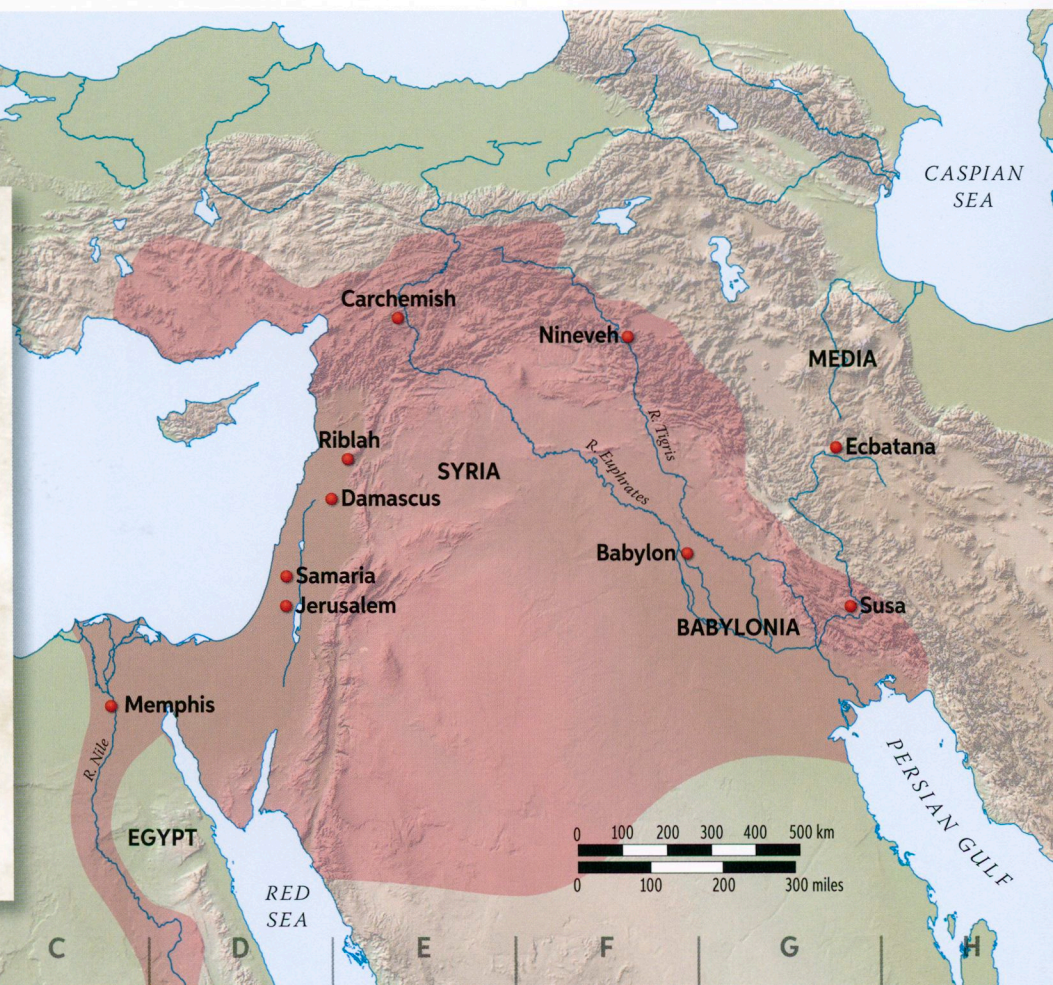 CASPIAN
SEA
Carchemish
Nineveh
MEDIA
R. Tigris
Ecbatana
Riblah
SYRIA
R. Euphrates
Damascus
Babylon
Samaria
Jerusalem
Susa
BABYLONIA
Memphis
R. Nile
PERSIAN GULF
EGYPT
0 100 200 300 400 500 km
0 100 200 300 miles
RED
SEA
C D E F G H